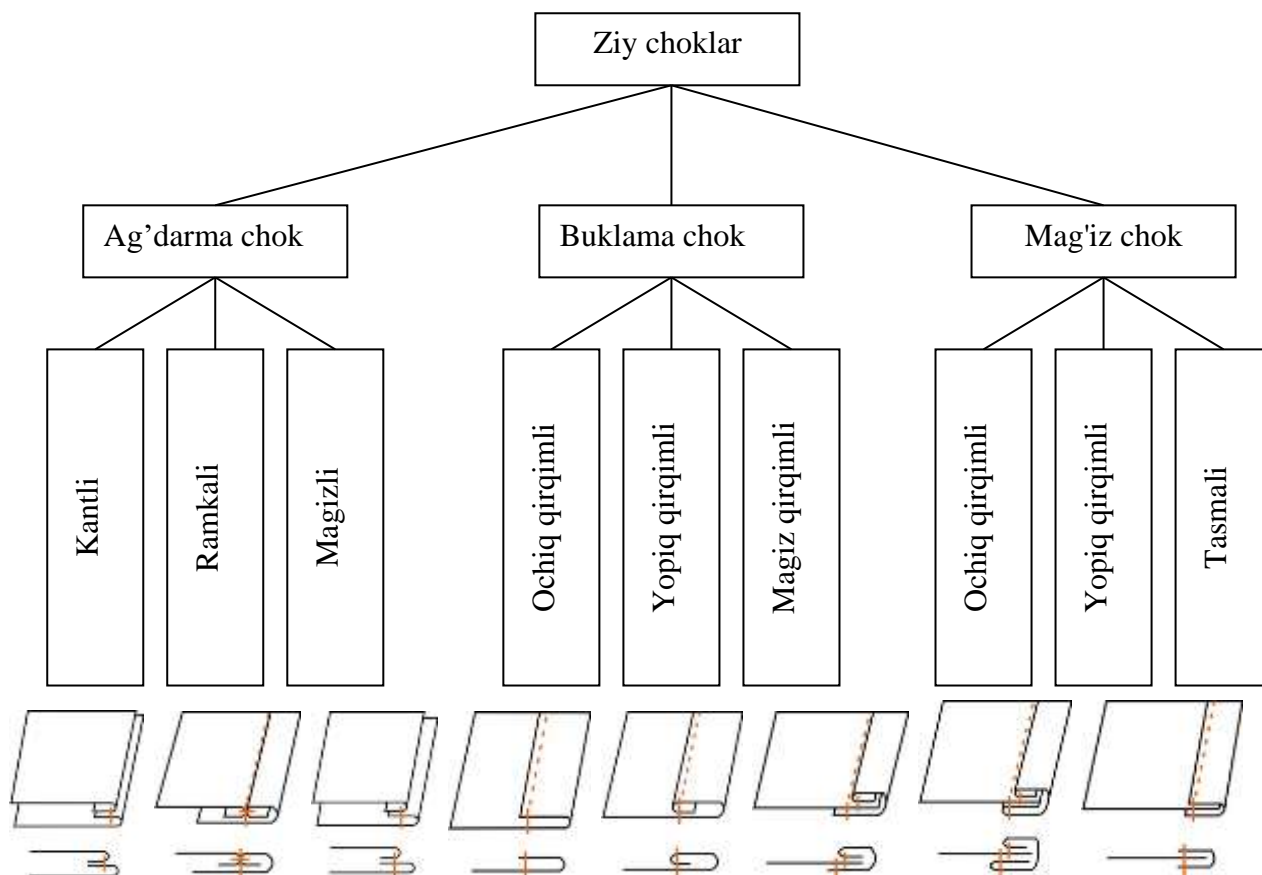 Ziy choklar
Ag’darma chok
Buklama chok
Mag'iz chok
Kantli
Ramkali
Magizli
Ochiq qirqimli
Yopiq qirqimli
Magiz qirqimli
Ochiq qirqimli
Yopiq qirqimli
Tasmali